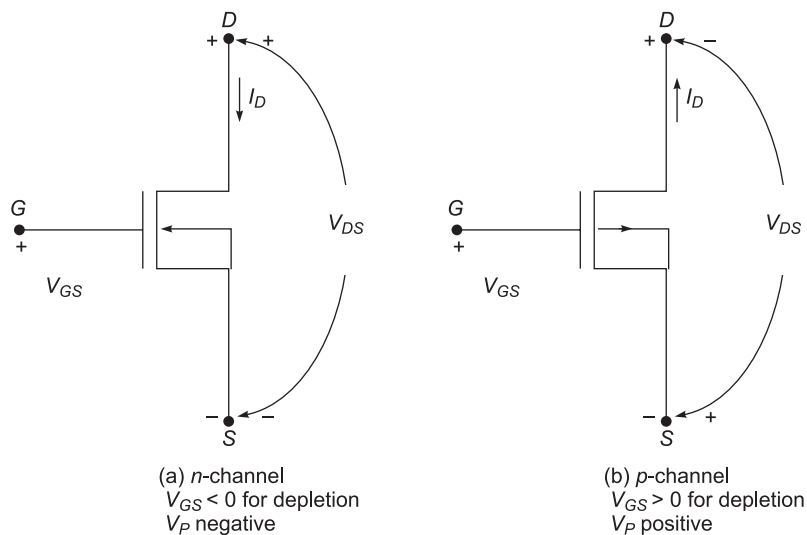 D
+ +
I_D
G
+
V_GS
V_DS
− −
S
(a) n-channel
V_GS < 0 for depletion
V_P negative
D
+ −
I_D
G
+
V_GS
V_DS
− +
S
(b) p-channel
V_GS > 0 for depletion
V_P positive